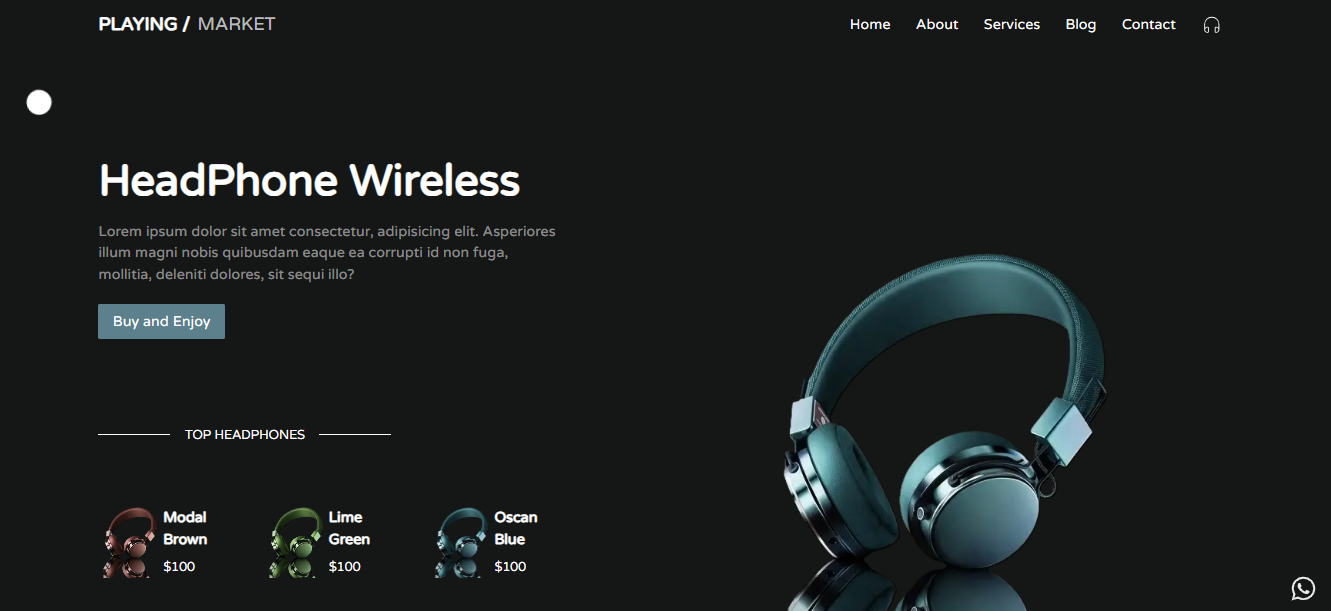 PLAYING / MARKET
Home About Services Blog Contact
HeadPhone Wireless
Lorem ipsum dolor sit amet consectetur, adipisicing elit. Asperiores
illum magni nobis quibusdam eaque ea corrupti id non fuga,
mollitia, deleniti dolores, sit sequi illo?
Buy and Enjoy
TOP HEADPHONES
Modal
Brown
$100
Lime
Green
$100
Oscan
Blue
$100